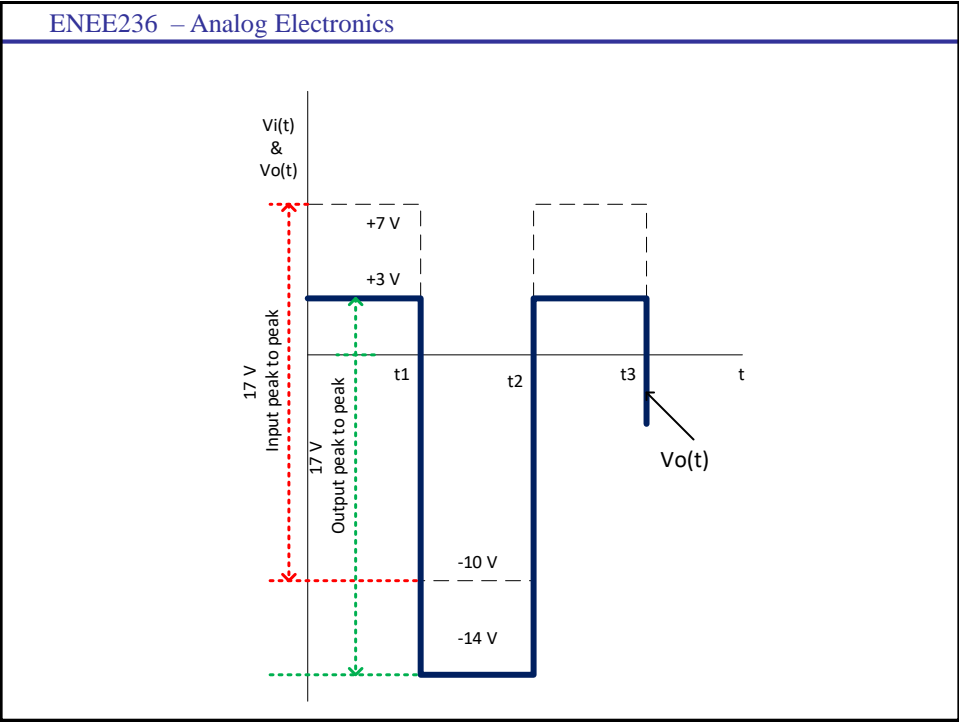 ENEE236 – Analog Electronics
Vi(t)
&
Vo(t)
+7 V
+3 V
17 V
Input peak to peak
17 V
Output peak to peak
t1
t2
t3
t
Vo(t)
-10 V
-14 V